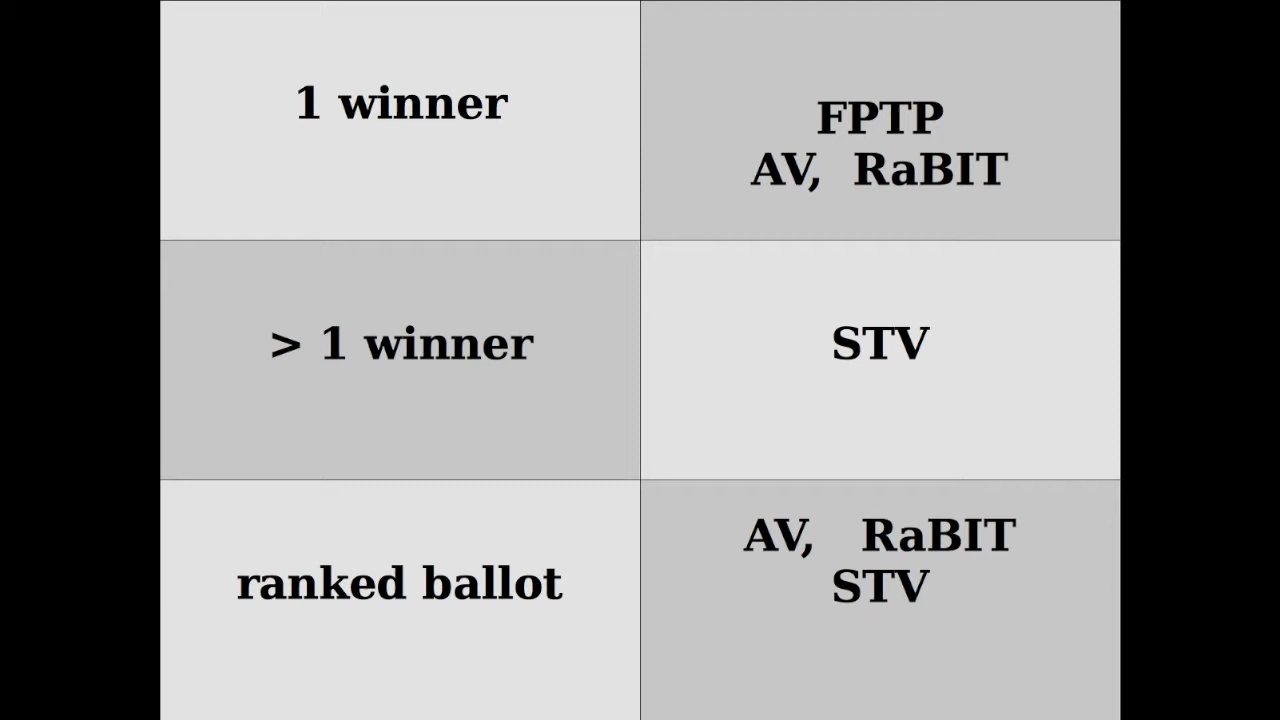 1 winner
FPTP
AV, RaBIT
> 1 winner
STV
ranked ballot
AV, RaBIT
STV